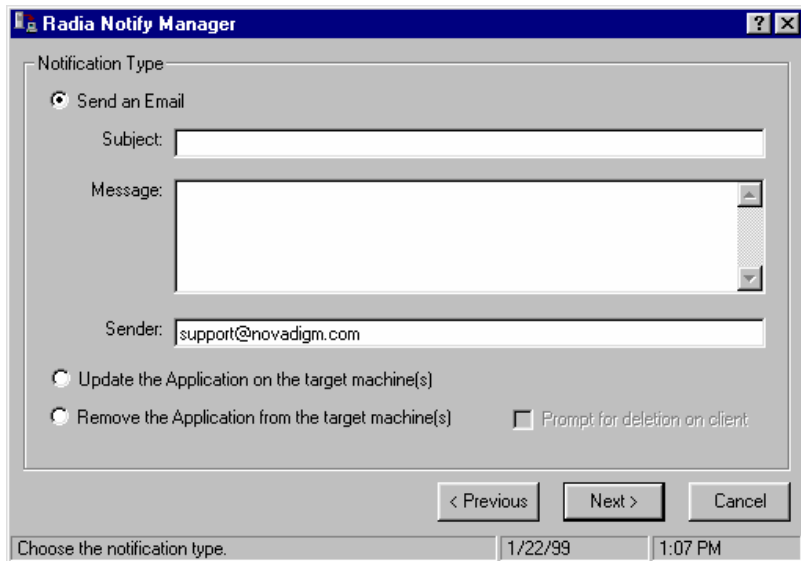 Radia Notify Manager
Notification Type
Send an Email
Subject:
Message:
Sender: support@novadigm.com
Update the Application on the target machine(s)
Remove the Application from the target machine(s) Prompt for deletion on client
< Previous Next > Cancel
Choose the notification type. 1/22/99 1:07 PM